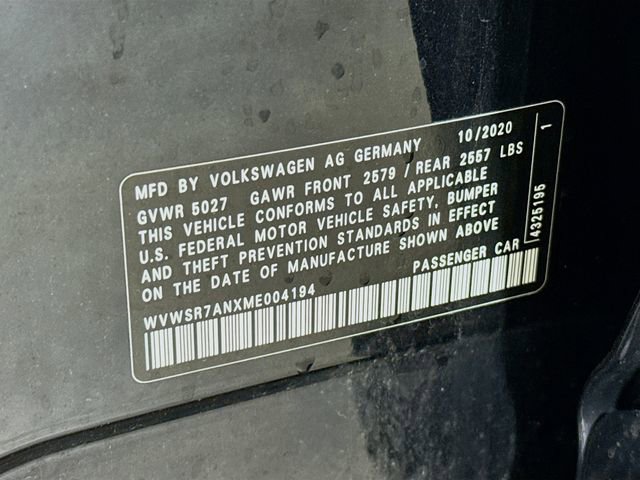 10/2020
MFD BY VOLKSWAGEN AG GERMANY
GVWR 5027 GAWR FRONT 2579 / REAR 2557 LBS
THIS VEHICLE CONFORMS TO ALL APPLICABLE
U.S. FEDERAL MOTOR VEHICLE SAFETY, BUMPER
AND THEFT PREVENTION STANDARDS IN EFFECT
ON THE DATE OF MANUFACTURE SHOWN ABOVE
WVWSR7ANXME004194 PASSENGER CAR
4325195 1